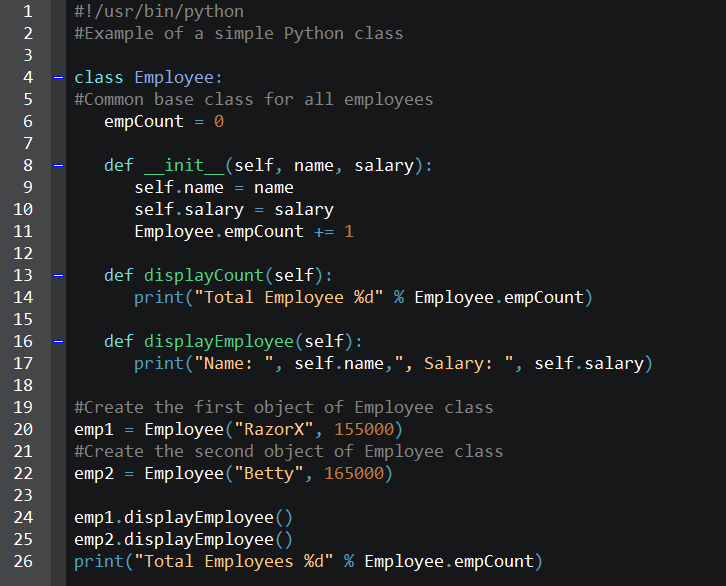 1 #!/usr/bin/python
2 #Example of a simple Python class
3
4 class Employee:
5 #Common base class for all employees
6    empCount = 0
7
8    def __init__(self, name, salary):
9       self.name = name
10       self.salary = salary
11       Employee.empCount += 1
12
13    def displayCount(self):
14       print("Total Employee %d" % Employee.empCount)
15
16    def displayEmployee(self):
17       print("Name: ", self.name,", Salary: ", self.salary)
18
19 #Create the first object of Employee class
20 emp1 = Employee("RazorX", 155000)
21 #Create the second object of Employee class
22 emp2 = Employee("Betty", 165000)
23
24 emp1.displayEmployee()
25 emp2.displayEmployee()
26 print("Total Employees %d" % Employee.empCount)